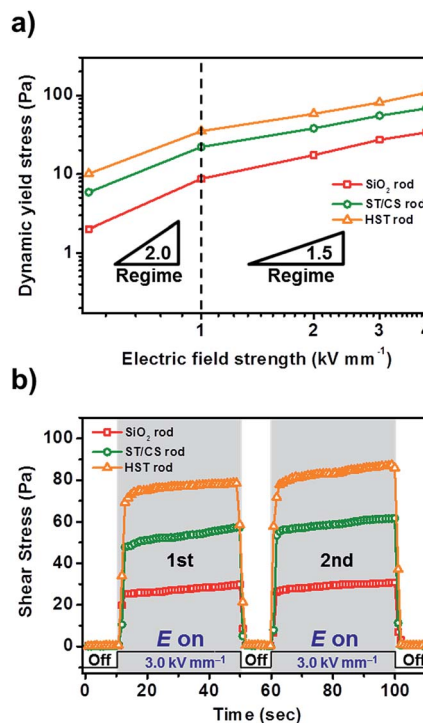 a)
Dynamic yield stress (Pa)
100
10
1
SiO₂ rod
ST/CS rod
HST rod
2.0
Regime
1.5
Regime
1
2
3
4
Electric field strength (kV mm⁻¹)
b)
Shear Stress (Pa)
100
80
60
40
20
0
SiO₂ rod
ST/CS rod
HST rod
1st
2nd
E on
E on
Off
3.0 kV mm⁻¹
Off
3.0 kV mm⁻¹
Off
0
20
40
60
80
100
Time (sec)